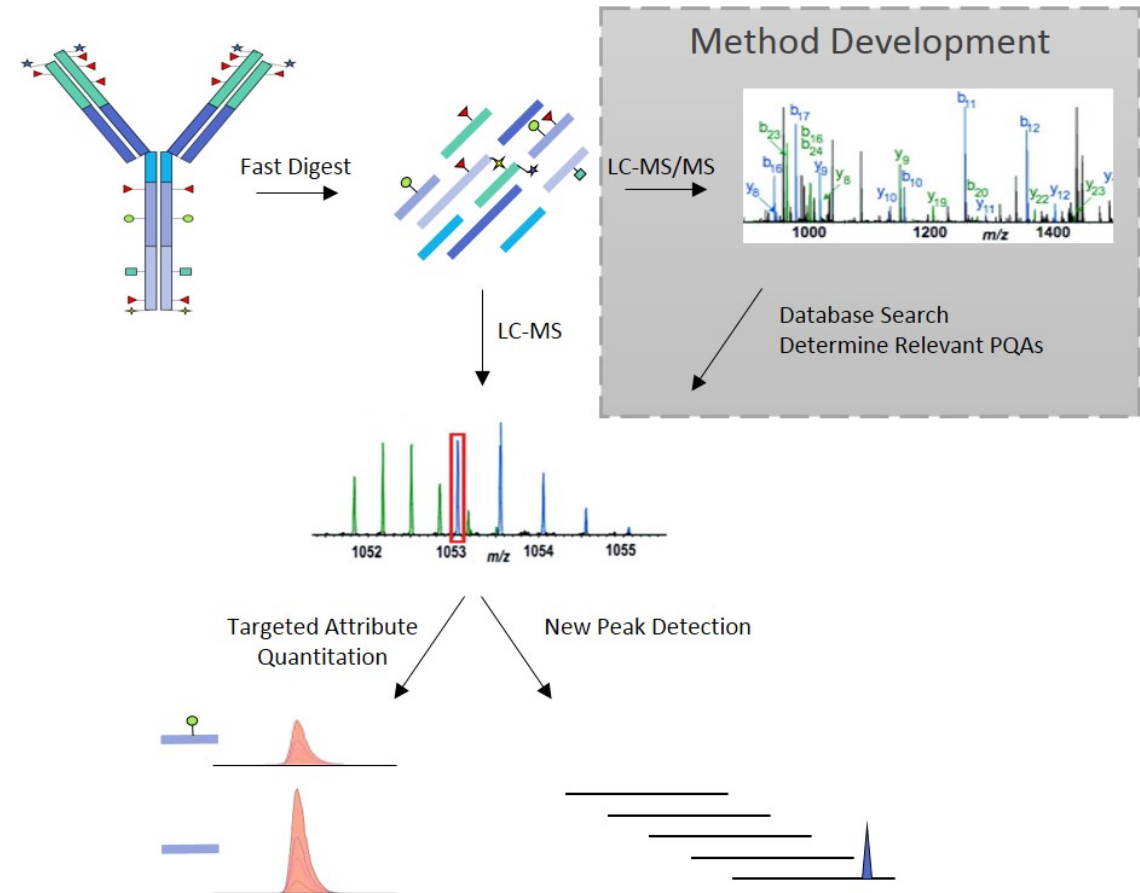 Method Development
Fast Digest
LC-MS/MS
b11
b17
b12
b23
b16
b24
b16
y9
y9
y8
b10
b20
y8
y10
y19
y11
y22
y12
y23
1000
1200
m/z
1400
Database Search
Determine Relevant PQAs
LC-MS
1052
1053
m/z
1054
1055
Targeted Attribute
Quantitation
New Peak Detection